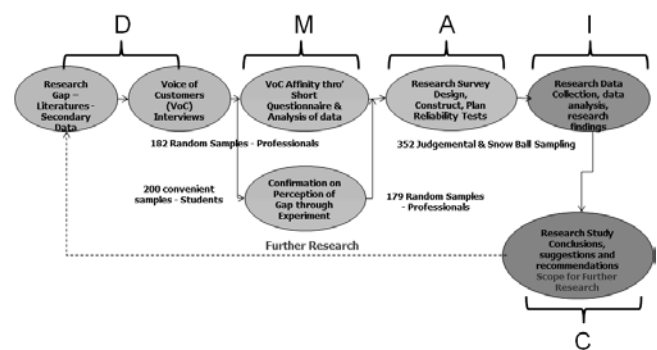 D
M
A
I
Research
Gap –
Literatures -
Secondary
Data
Voice of
Customers
(VoC)
Interviews
VoC Affinity thro'
Short
Questionnaire &
Analysis of data
Research Survey
Design,
Construct, Plan
Reliability Tests
Research Data
Collection, data
analysis,
research
findings
182 Random Samples - Professionals
352 Judgemental & Snow Ball Sampling
200 convenient
samples - Students
Confirmation on
Perception of
Gap through
Experiment
179 Random Samples
- Professionals
Further Research
Research Study
Conclusions,
suggestions and
recommendations
Scope for Further
Research
C